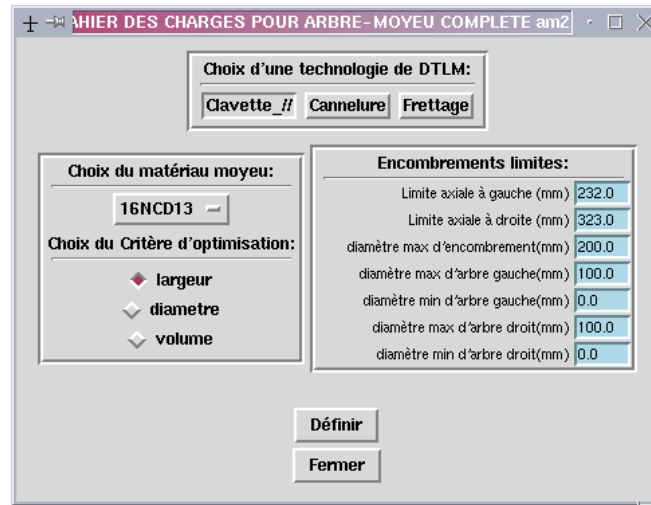 AHIER DES CHARGES POUR ARBRE-MOYEU COMPLETE am2
Choix d'une technologie de DTLM:
Clavette_// Cannelure Frettage
Choix du matériau moyeu:
16NCD13
Choix du Critère d'optimisation:
largeur
diametre
volume
Encombrements limites:
Limite axiale à gauche (mm) 232.0
Limite axiale à droite (mm) 323.0
diamètre max d'encombrement(mm) 200.0
diamètre max d'arbre gauche(mm) 100.0
diamètre min d'arbre gauche(mm) 0.0
diamètre max d'arbre droit(mm) 100.0
diamètre min d'arbre droit(mm) 0.0
Définir
Fermer